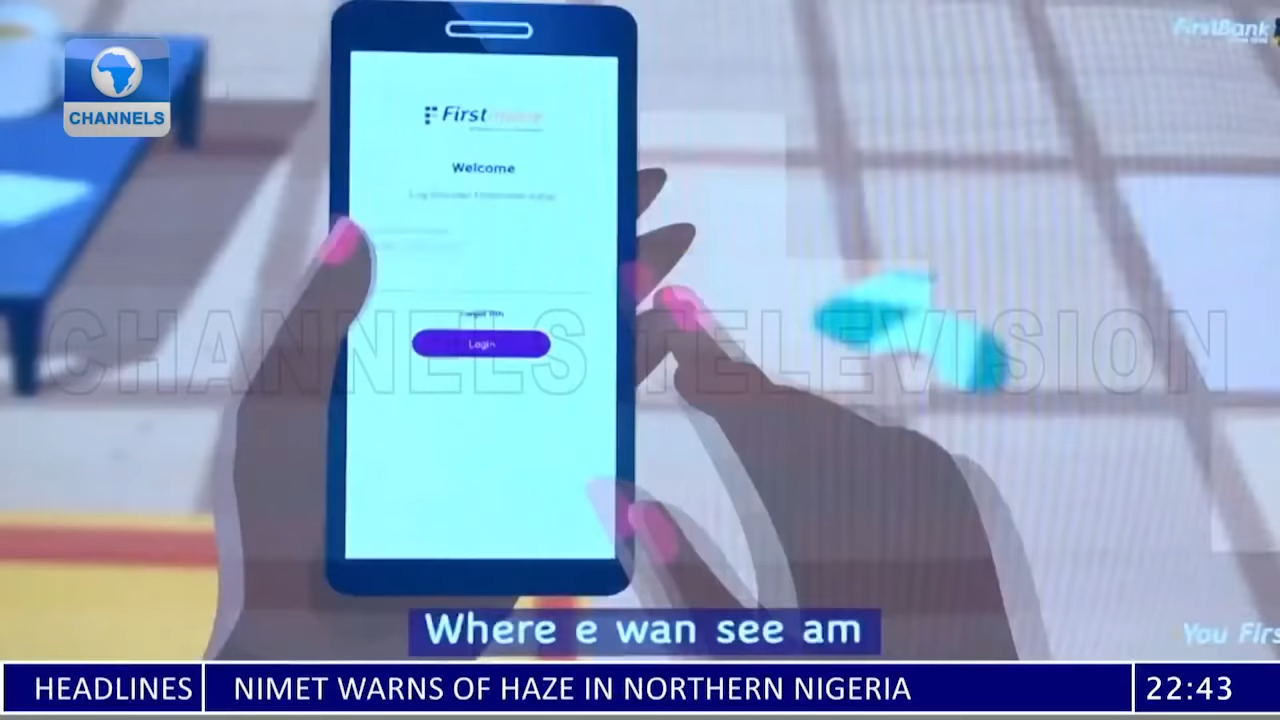 CHANNELS
FirstBank
First
Welcome
Login
CHANNELS TELEVISION
Where e wan see am
You Firs
HEADLINES
NIMET WARNS OF HAZE IN NORTHERN NIGERIA
22:43